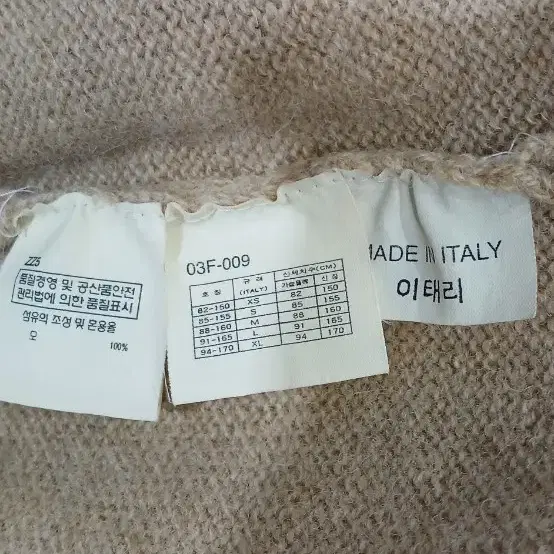 ZZ5
품질경영 및 공산품안전
관리법에 의한 품질표시
섬유의 조성 및 혼용율
모 100%
03F-009
호칭 규격 신체치수(CM)
(ITALY) 가슴둘레 신장
82-150 XS 82 150
85-155 S 85 155
88-160 M 88 160
91-165 L 91 165
94-170 XL 94 170
MADE IN ITALY
이태리